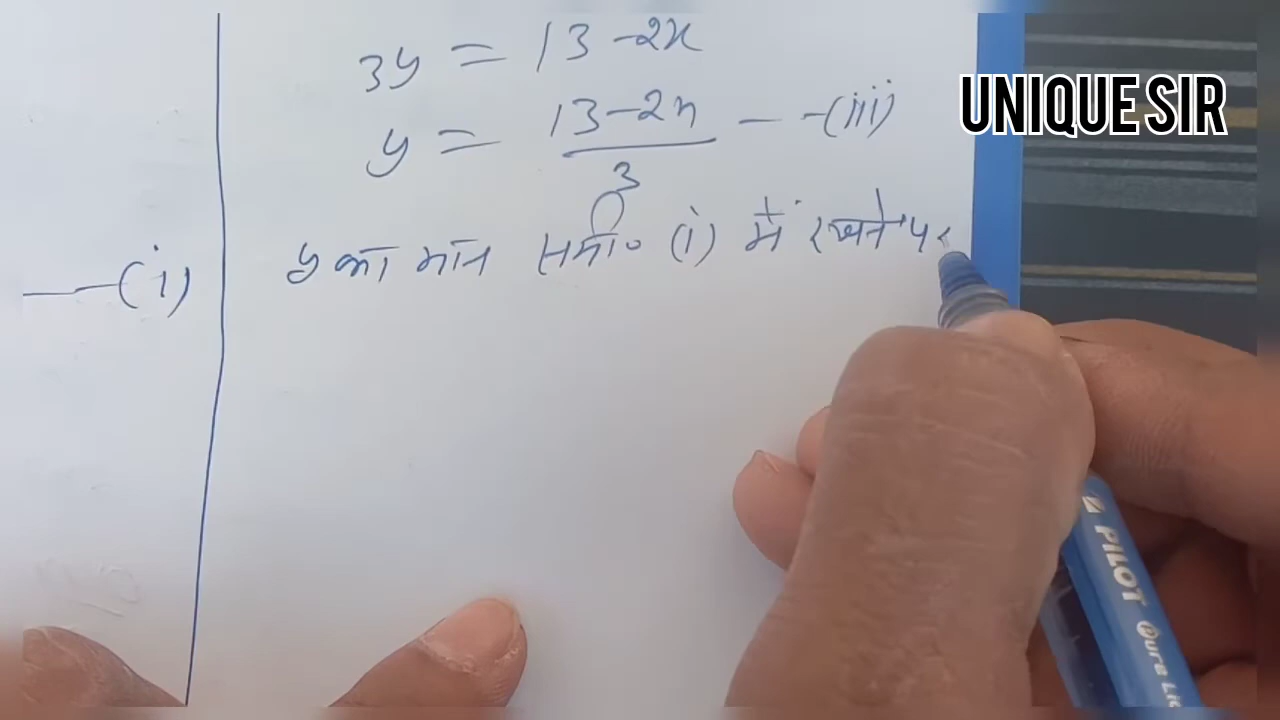 3y = 13 - 2x
UNIQUE SIR
y = 13 - 2x / 3 - - (iii)
y का मान समी० (i) में रखने पर
—— (i)
PILOT